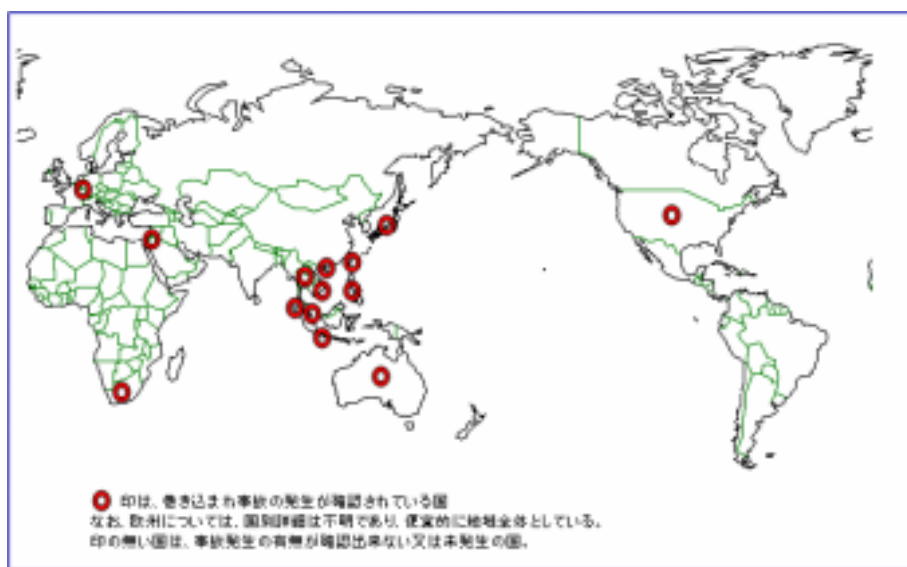 印は、巻き込まれ事故の発生が確認されている国
なお、欧州については、国別詳細は不明であり、便宜的に地域全体としている。
印の無い国は、事故発生の有無が確認出来ない又は未発生の国。